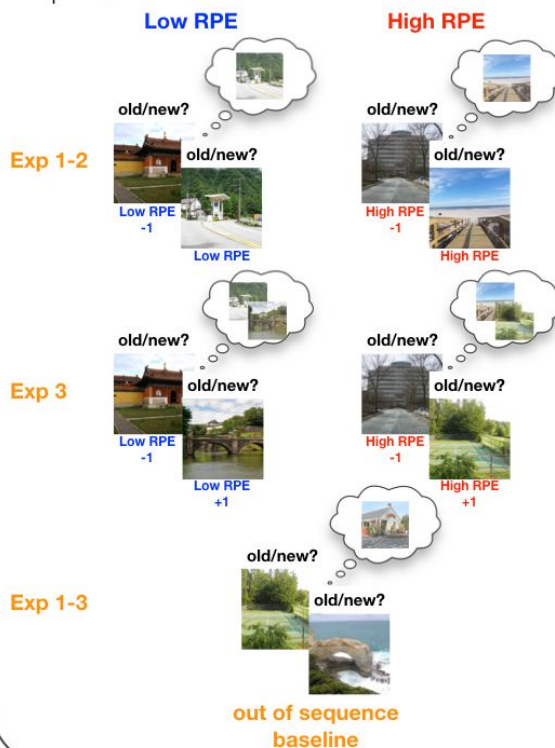 Low RPE
High RPE
old/new?
old/new?
Exp 1-2
old/new?
old/new?
Low RPE
-1
High RPE
-1
Low RPE
High RPE
old/new?
old/new?
Exp 3
old/new?
old/new?
Low RPE
-1
High RPE
-1
Low RPE
+1
High RPE
+1
old/new?
Exp 1-3
old/new?
out of sequence
baseline